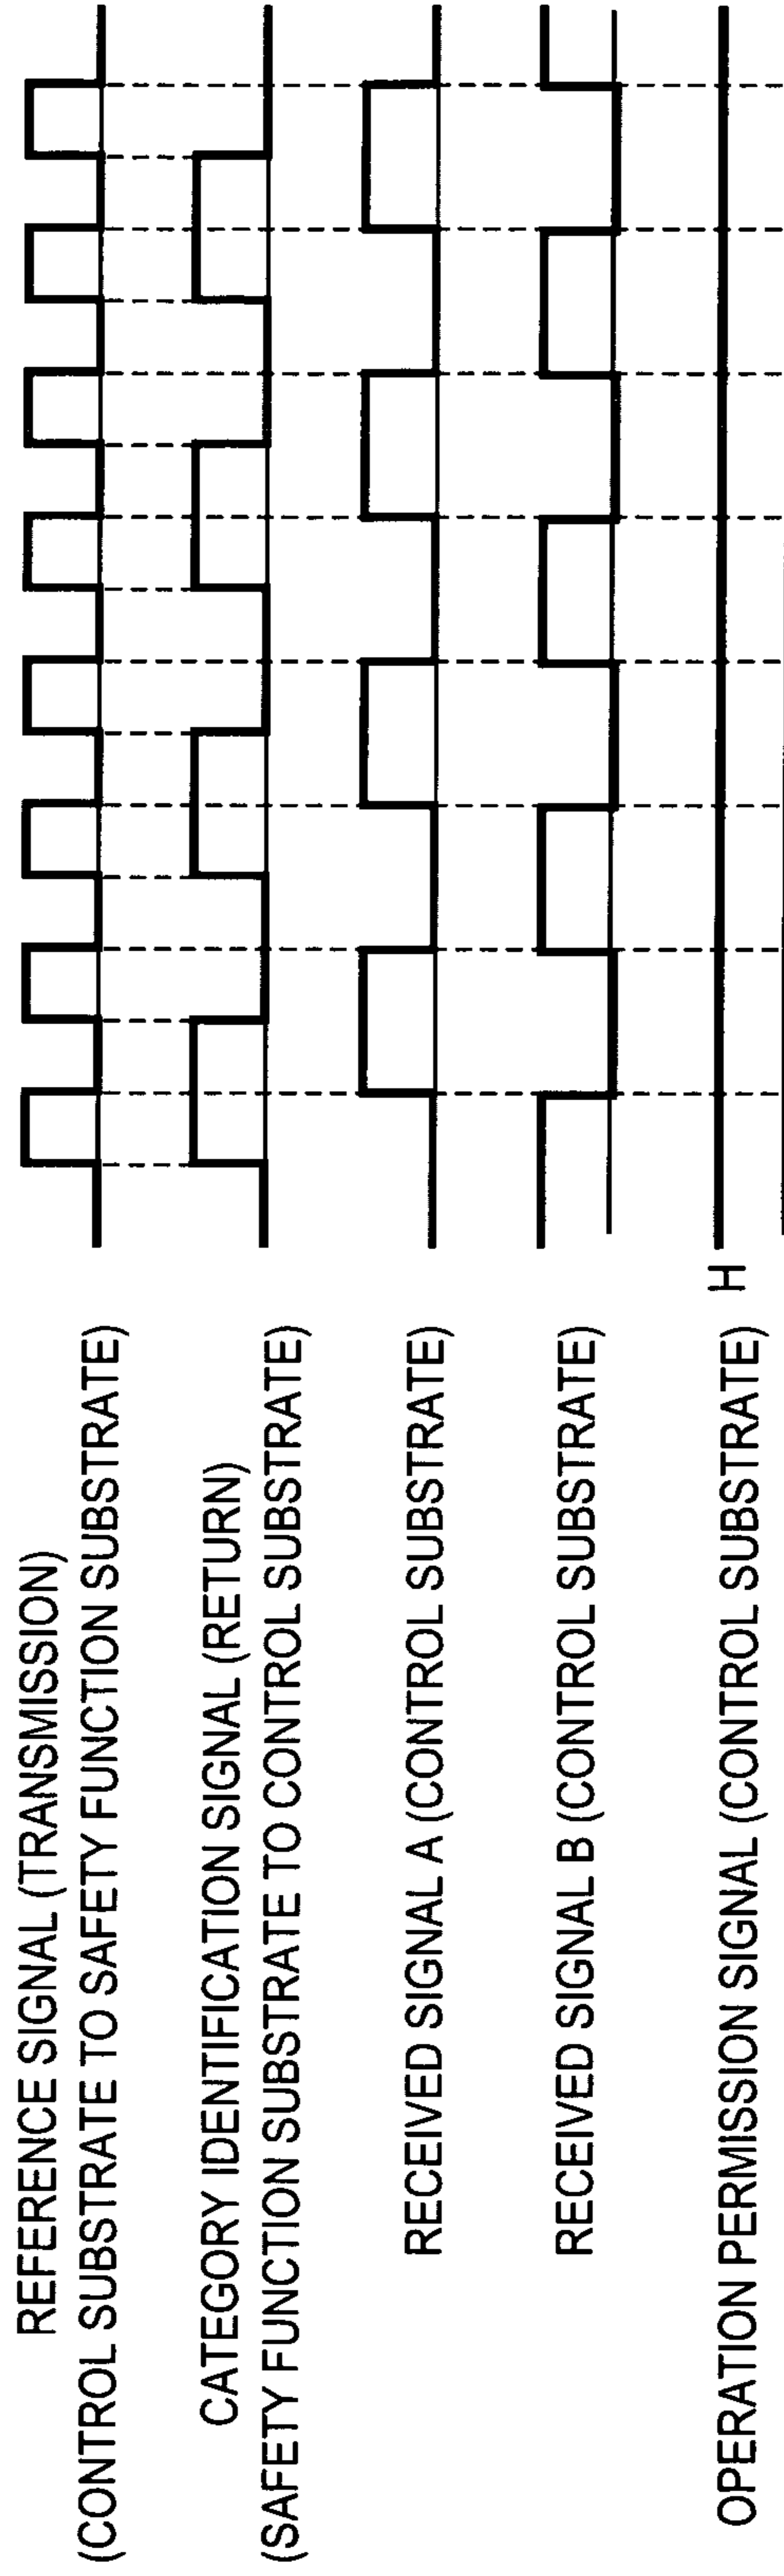 REFERENCE SIGNAL (TRANSMISSION)
(CONTROL SUBSTRATE TO SAFETY FUNCTION SUBSTRATE)
CATEGORY IDENTIFICATION SIGNAL (RETURN)
(SAFETY FUNCTION SUBSTRATE TO CONTROL SUBSTRATE)
RECEIVED SIGNAL A (CONTROL SUBSTRATE)
RECEIVED SIGNAL B (CONTROL SUBSTRATE)
OPERATION PERMISSION SIGNAL (CONTROL SUBSTRATE) H